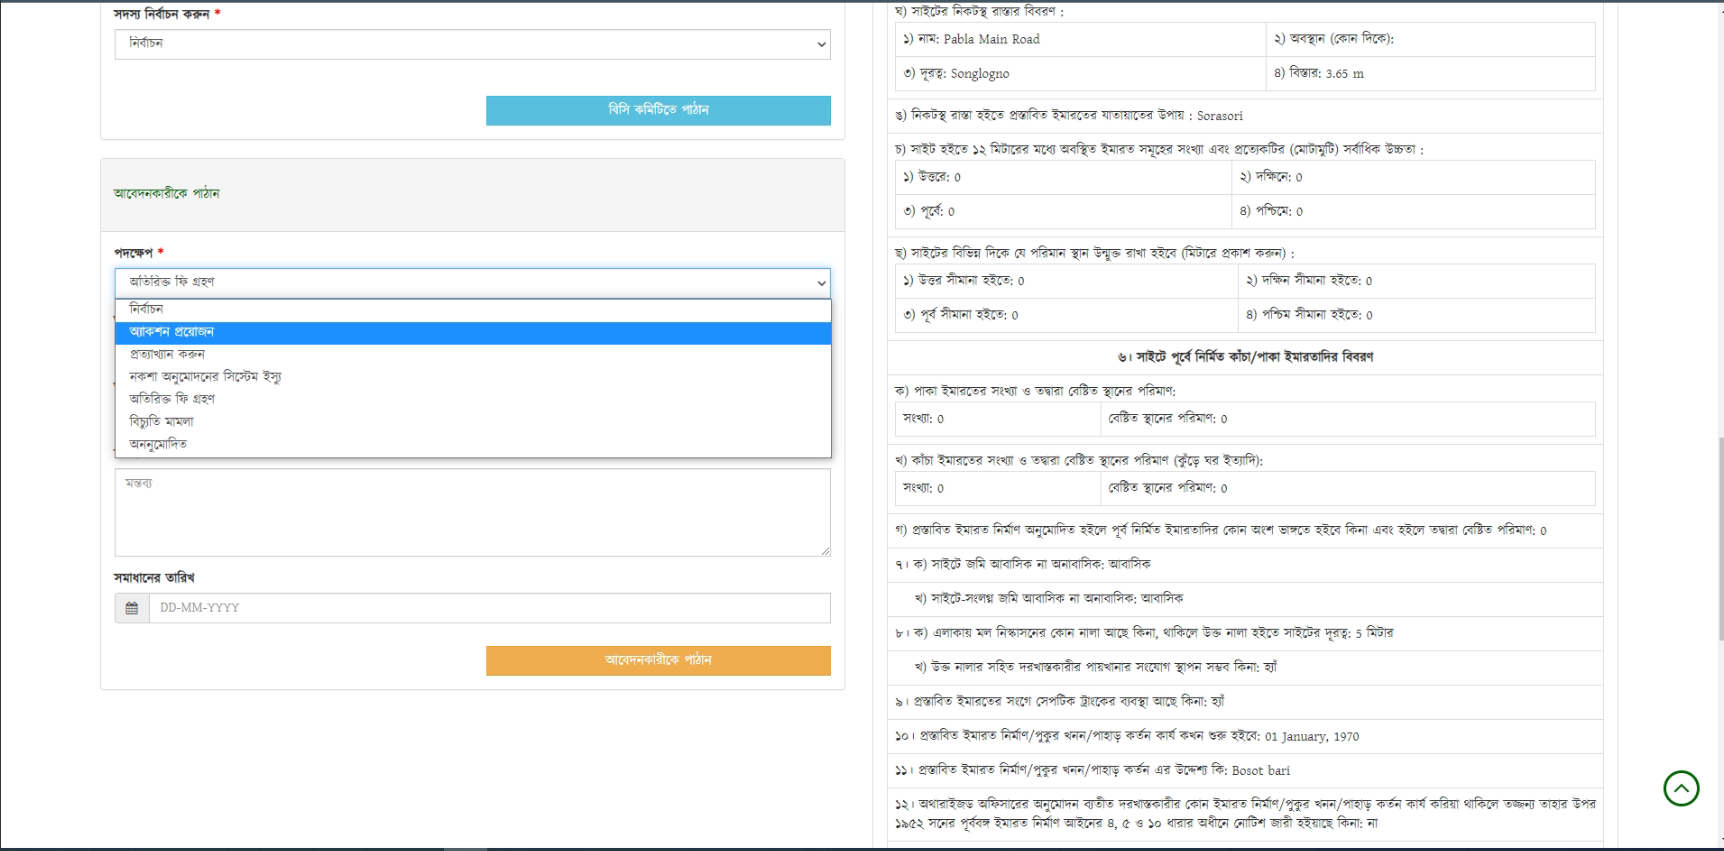 সদস্য নির্বাচন করুন *
নির্বাচন
বিসি কমিটিতে পাঠান
আবেদনকারীকে পাঠান
পদক্ষেপ *
অতিরিক্ত ফি গ্রহণ
নির্বাচন
অ্যাকশন প্রয়োজন
প্রত্যাখান করুন
নকশা অনুমোদনের সিস্টেম ইস্যু
অতিরিক্ত ফি গ্রহণ
বিচ্যুতি মামলা
অননুমোদিত
মন্তব্য
সমাধানের তারিখ
DD-MM-YYYY
আবেদনকারীকে পাঠান
ঘ) সাইটের নিকটস্থ রাস্তার বিবরণ :
১) নাম: Pabla Main Road ২) অবস্থান (কোন দিকে):
৩) দূরত্ব: Songlogno ৪) বিস্তার: 3.65 m
ঙ) নিকটস্থ রাস্তা হইতে প্রস্তাবিত ইমারতের যাতায়াতের উপায় : Sorasori
চ) সাইট হইতে ১২ মিটারের মধ্যে অবস্থিত ইমারত সমূহের সংখ্যা এবং প্রত্যেকটির (মোটামুটি) সর্বাধিক উচ্চতা :
১) উত্তরে: 0 ২) দক্ষিনে: 0
৩) পূর্বে: 0 ৪) পশ্চিমে: 0
ছ) সাইটের বিভিন্ন দিকে যে পরিমান স্থান উন্মুক্ত রাখা হইবে (মিটারে প্রকাশ করুন) :
১) উত্তর সীমানা হইতে: 0 ২) দক্ষিন সীমানা হইতে: 0
৩) পূর্ব সীমানা হইতে: 0 ৪) পশ্চিম সীমানা হইতে: 0
৬। সাইটে পূর্বে নির্মিত কাঁচা/পাকা ইমারতাদির বিবরণ
ক) পাকা ইমারতের সংখ্যা ও তদ্বারা বেষ্টিত স্থানের পরিমাণ:
সংখ্যা: 0 বেষ্টিত স্থানের পরিমাণ: 0
খ) কাঁচা ইমারতের সংখ্যা ও তদ্বারা বেষ্টিত স্থানের পরিমাণ (কুঁড়ে ঘর ইত্যাদি):
সংখ্যা: 0 বেষ্টিত স্থানের পরিমাণ: 0
গ) প্রস্তাবিত ইমারত নির্মাণ অনুমোদিত হইলে পূর্ব নির্মিত ইমারতাদির কোন অংশ ভাঙ্গতে হইবে কিনা এবং হইলে তদ্বারা বেষ্টিত পরিমাণ: 0
৭। ক) সাইটে জমি আবাসিক না অনাবাসিক: আবাসিক
খ) সাইটে-সংলগ্ন জমি আবাসিক না অনাবাসিক: আবাসিক
৮। ক) এলাকায় মল নিস্কাসনের কোন নালা আছে কিনা, থাকিলে উক্ত নালা হইতে সাইটের দূরত্ব: 5 মিটার
খ) উক্ত নালার সহিত দরখাস্তকারীর পায়খানার সংযোগ স্থাপন সম্ভব কিনা: হ্যাঁ
৯। প্রস্তাবিত ইমারতের সংগে সেপটিক ট্রাংকের ব্যবস্থা আছে কিনা: হ্যাঁ
১০। প্রস্তাবিত ইমারত নির্মাণ/পুকুর খনন/পাহাড় কর্তন কার্য কখন শুরু হইবে: 01 January, 1970
১১। প্রস্তাবিত ইমারত নির্মাণ/পুকুর খনন/পাহাড় কর্তন এর উদ্দেশ্য কি: Bosot bari
১২। অথারাইজড অফিসারের অনুমোদন ব্যতীত দরখাস্তকারীর কোন ইমারত নির্মাণ/পুকুর খনন/পাহাড় কর্তন কার্য করিয়া থাকিলে তজ্জন্য তাহার উপর
১৯৫২ সনের পূর্ববঙ্গ ইমারত নির্মাণ আইনের ৪, ৫ ও ১০ ধারার অধীনে নোটিশ জারী হইয়াছে কিনা: না